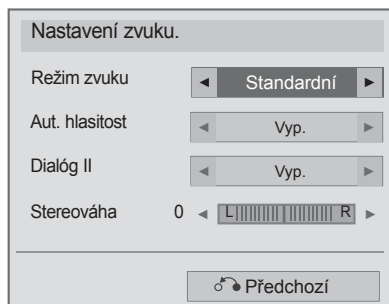 Nastavení zvuku.
Režim zvuku Standardní
Aut. hlasitost Vyp.
Dialóg II Vyp.
Stereováha 0 L R
Předchozí